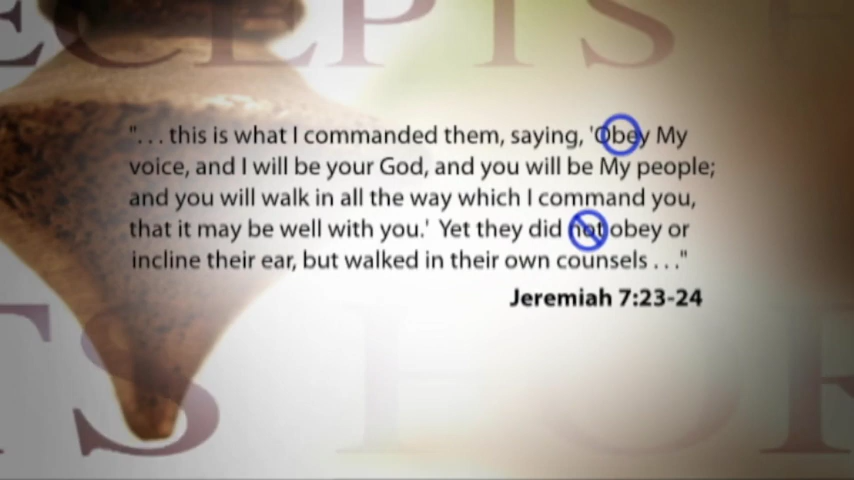 ECEPTS F
". . . this is what I commanded them, saying, 'Obey My
voice, and I will be your God, and you will be My people;
and you will walk in all the way which I command you,
that it may be well with you.' Yet they did not obey or
incline their ear, but walked in their own counsels . . ."
Jeremiah 7:23-24
TS FOR